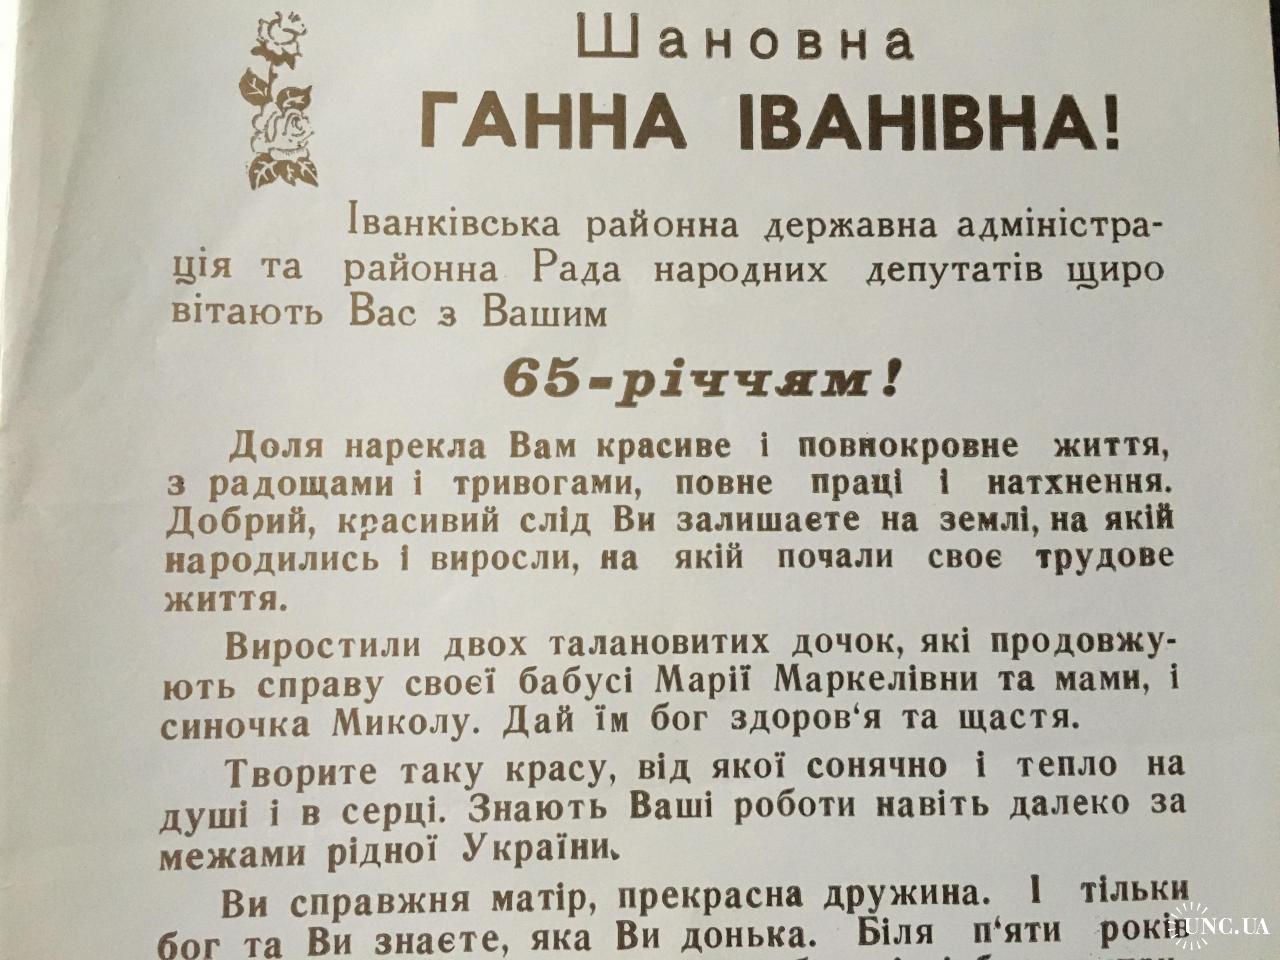 Шановна
ГАННА ІВАНІВНА!
Іванківська районна державна адміністра-
ція та районна Рада народних депутатів щиро
вітають Вас з Вашим
65-річчям!
Доля нарекла Вам красиве і повнокровне життя,
з радощами і тривогами, повне праці і натхнення.
Добрий, красивий слід Ви залишаєте на землі, на якій
народились і виросли, на якій почали своє трудове
життя.
Виростили двох талановитих дочок, які продовжу-
ють справу своєї бабусі Марії Маркелівни та мами, і
синочка Миколу. Дай їм бог здоров‘я та щастя.
Творите таку красу, від якої сонячно і тепло на
душі і в серці. Знають Ваші роботи навіть далеко за
межами рідної України.
Ви справжня матір, прекрасна дружина. І тільки
бог та Ви знаєте, яка Ви донька. Біля п‘яти років
UNC.UA